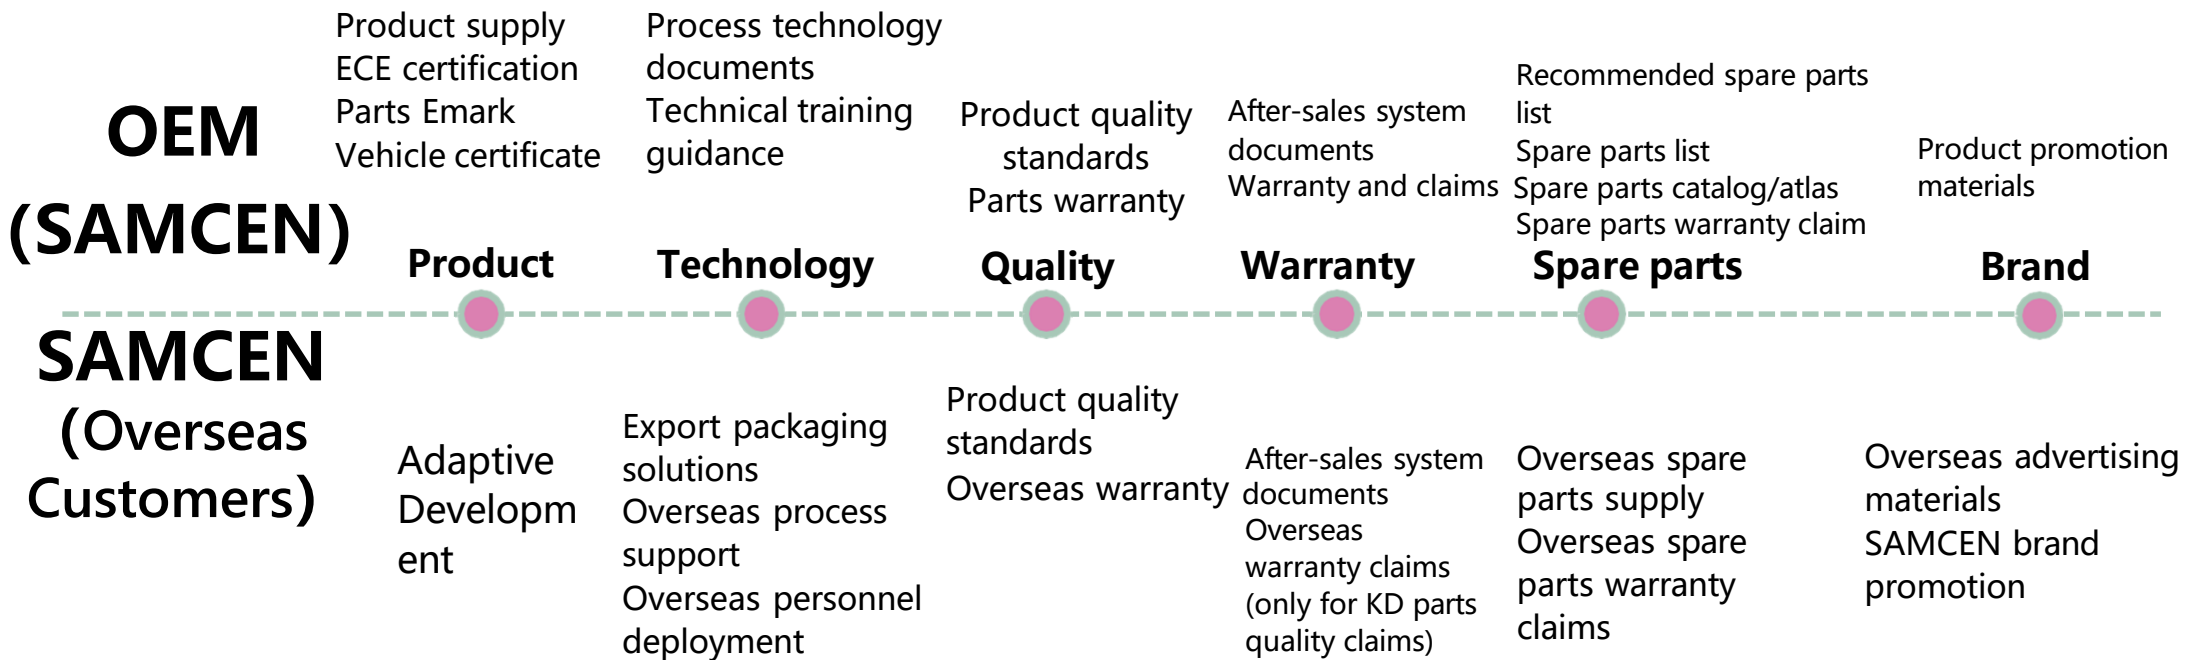 OEM
(SAMCEN)
Product supply
ECE certification
Parts Emark
Vehicle certificate
Product
Process technology
documents
Technical training
guidance
Technology
Product quality
standards
Parts warranty
Quality
After-sales system
documents
Warranty and claims
Warranty
Recommended spare parts
list
Spare parts list
Spare parts catalog/atlas
Spare parts warranty claim
Spare parts
Product promotion
materials
Brand
SAMCEN
(Overseas
Customers)
Adaptive
Developm
ent
Export packaging
solutions
Overseas process
support
Overseas personnel
deployment
Product quality
standards
Overseas warranty
After-sales system
documents
Overseas
warranty claims
(only for KD parts
quality claims)
Overseas spare
parts supply
Overseas spare
parts warranty
claims
Overseas advertising
materials
SAMCEN brand
promotion